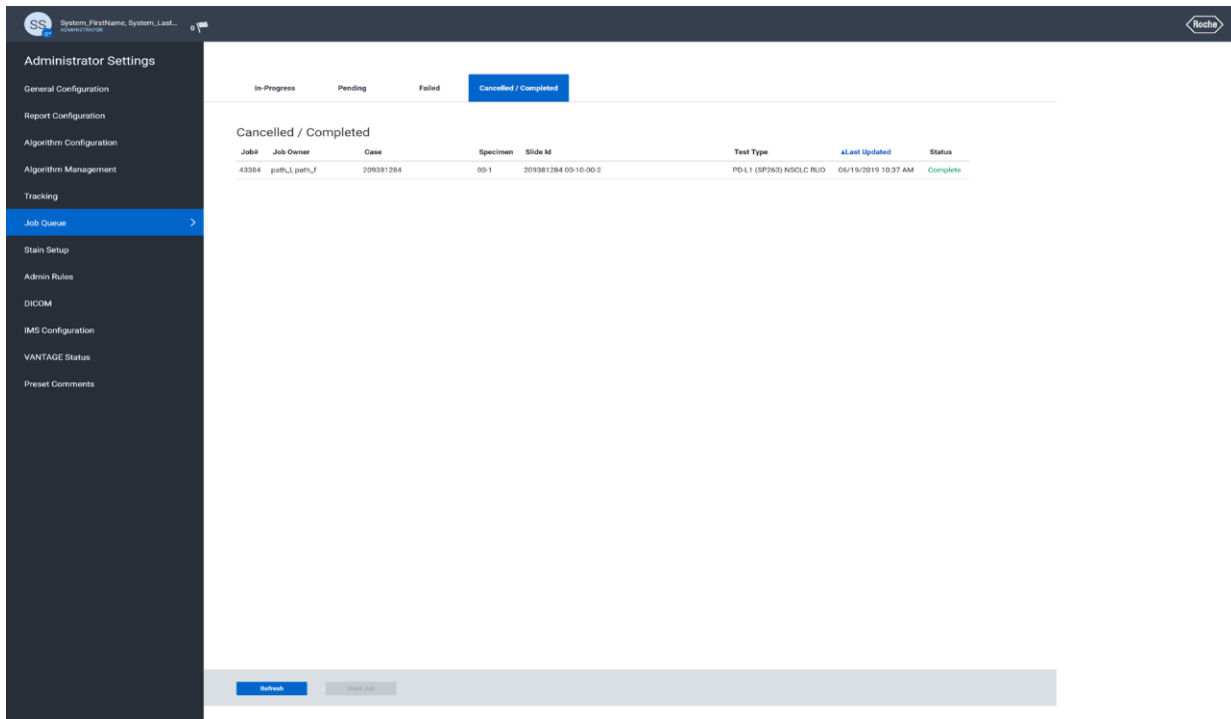 SS
System_FirstName, System_Last...
ADMINISTRATOR
0
Roche
Administrator Settings
General Configuration
Report Configuration
Algorithm Configuration
Algorithm Management
Tracking
Job Queue
Stain Setup
Admin Rules
DICOM
IMS Configuration
VANTAGE Status
Preset Comments
In-Progress Pending Failed Cancelled / Completed
Cancelled / Completed
Job# Job Owner Case Specimen Slide Id Test Type ▲Last Updated Status
43384 path_l, path_f 209381284 00-1 209381284 00-10-00-2 PD-L1 (SP263) NSCLC RUO 06/19/2019 10:37 AM Complete
Refresh Start Job